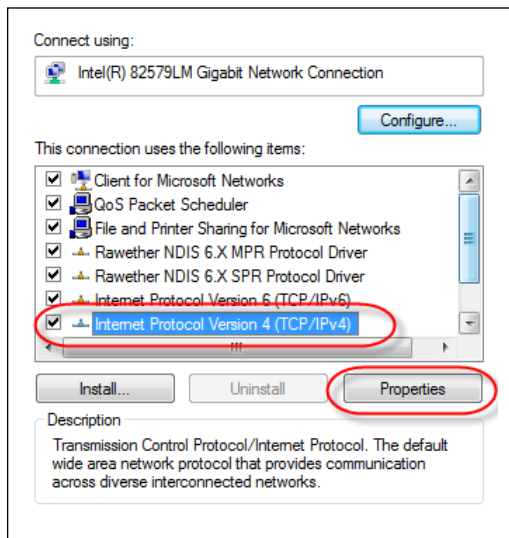 Connect using:
Intel(R) 82579LM Gigabit Network Connection
Configure...
This connection uses the following items:
Client for Microsoft Networks
QoS Packet Scheduler
File and Printer Sharing for Microsoft Networks
Rawether NDIS 6.X MPR Protocol Driver
Rawether NDIS 6.X SPR Protocol Driver
Internet Protocol Version 6 (TCP/IPv6)
Internet Protocol Version 4 (TCP/IPv4)
Install...
Uninstall
Properties
Description
Transmission Control Protocol/Internet Protocol. The default
wide area network protocol that provides communication
across diverse interconnected networks.